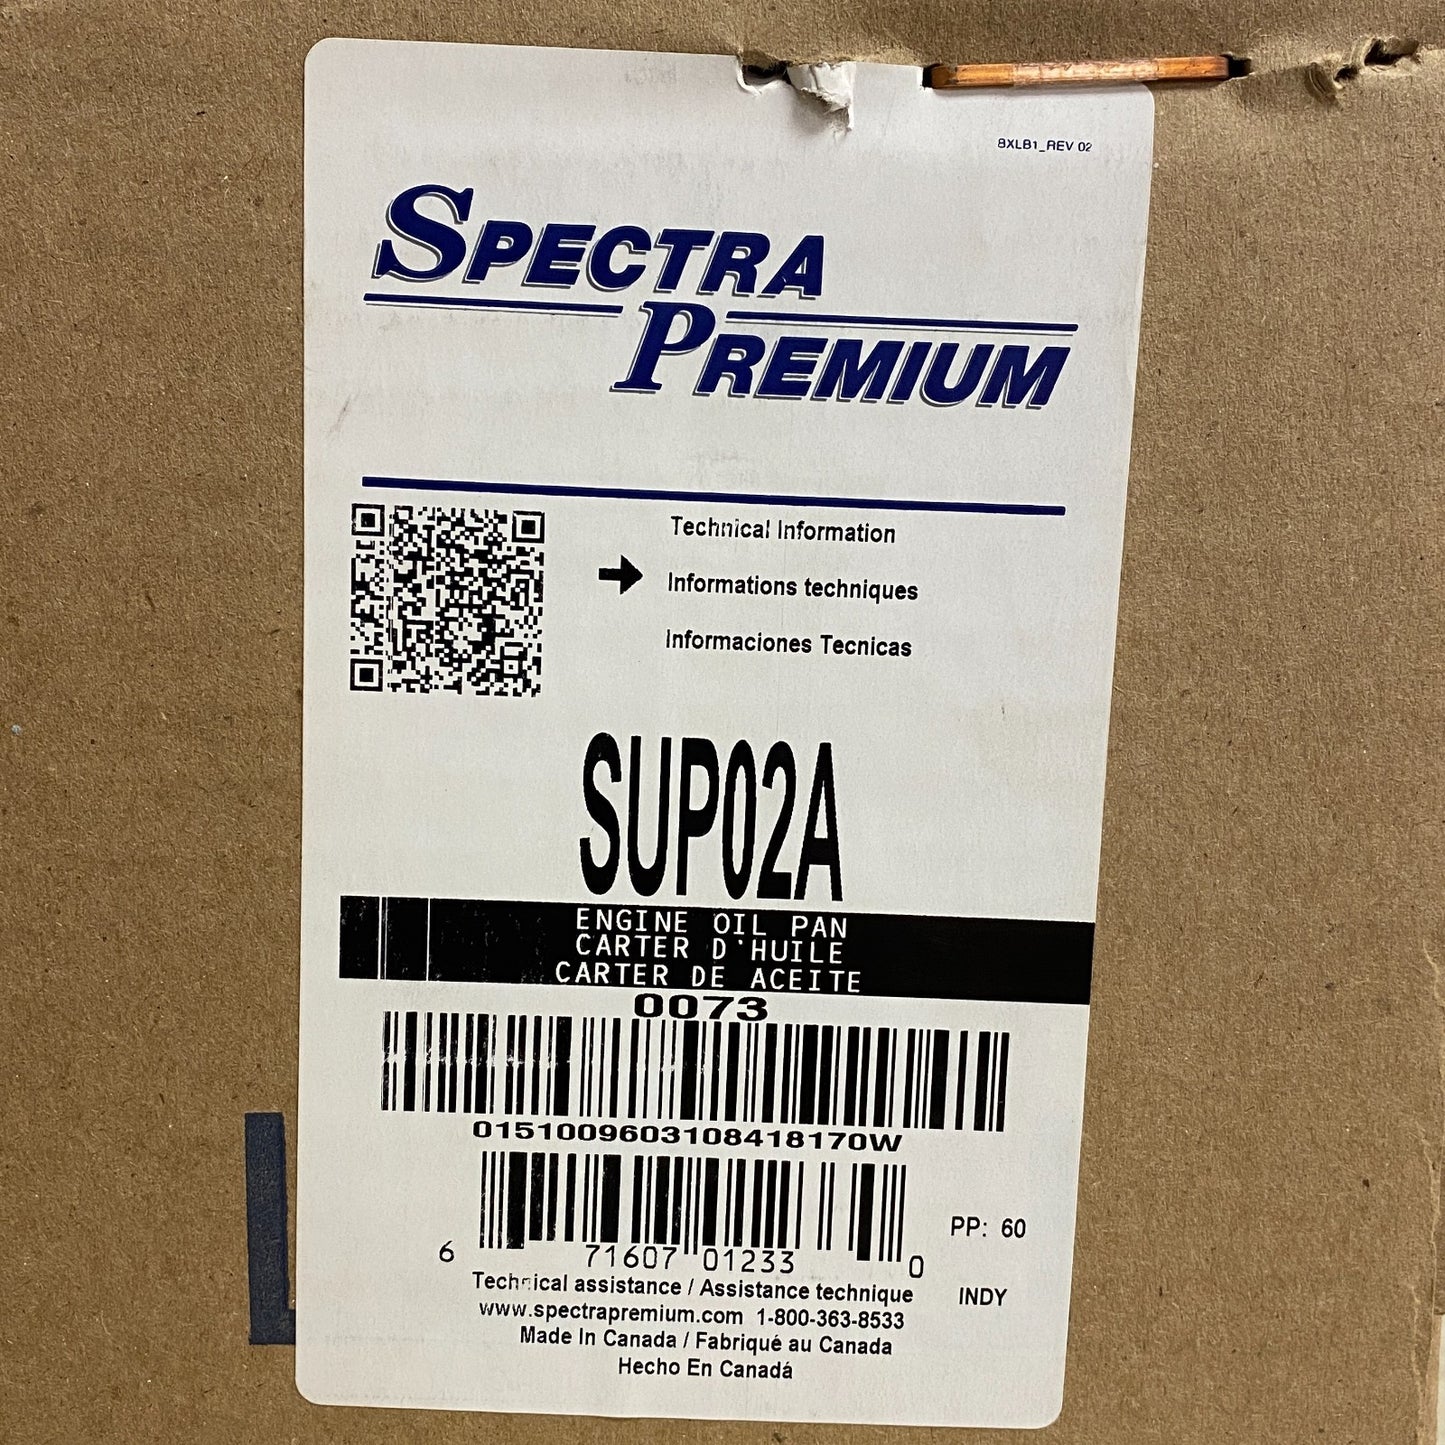 8XLB1_REV 02
SPECTRA
PREMIUM
Technical Information
Informations techniques
Informaciones Tecnicas
SUP02A
ENGINE OIL PAN
CARTER D'HUILE
CARTER DE ACEITE
0073
0151009603108418170W
6 71607 01233 0
PP: 60
Technical assistance / Assistance technique
INDY
www.spectrapremium.com 1-800-363-8533
Made In Canada / Fabriqué au Canada
Hecho En Canadá